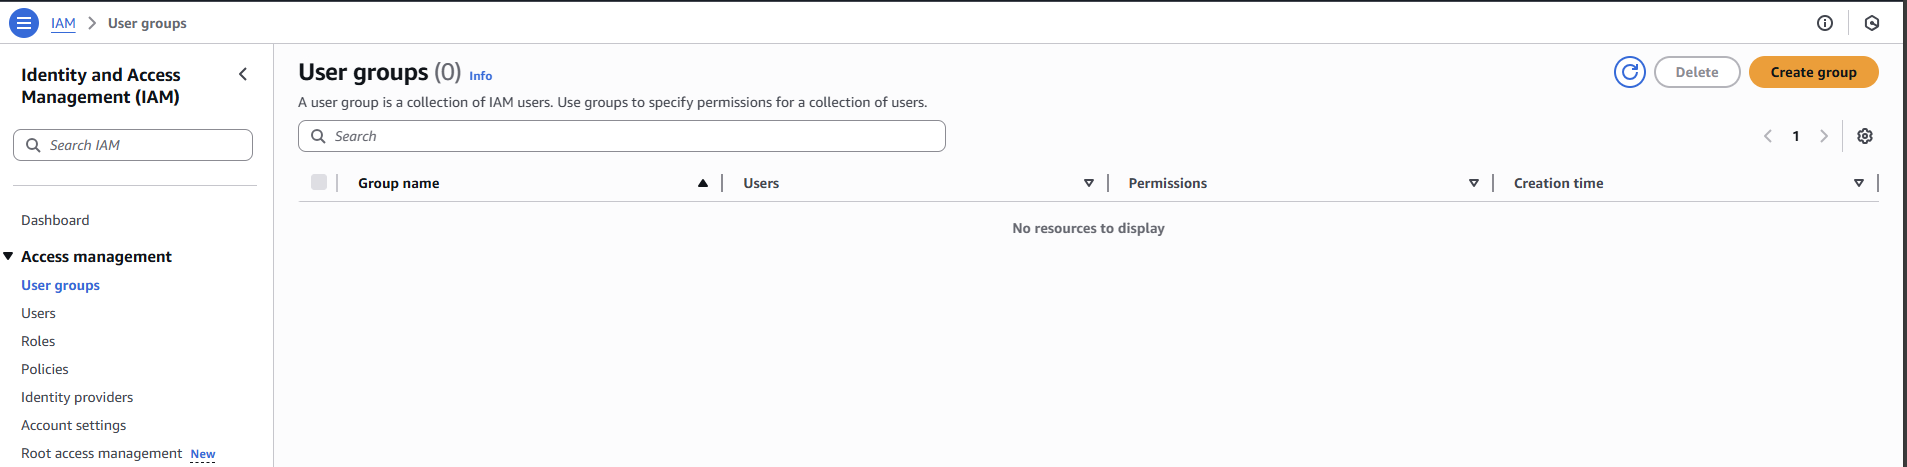 IAM > User groups
Identity and Access
Management (IAM)
Search IAM
Dashboard
Access management
User groups
Users
Roles
Policies
Identity providers
Account settings
Root access management New
User groups (0) Info
Delete
Create group
A user group is a collection of IAM users. Use groups to specify permissions for a collection of users.
Search
1
Group name
Users
Permissions
Creation time
No resources to display